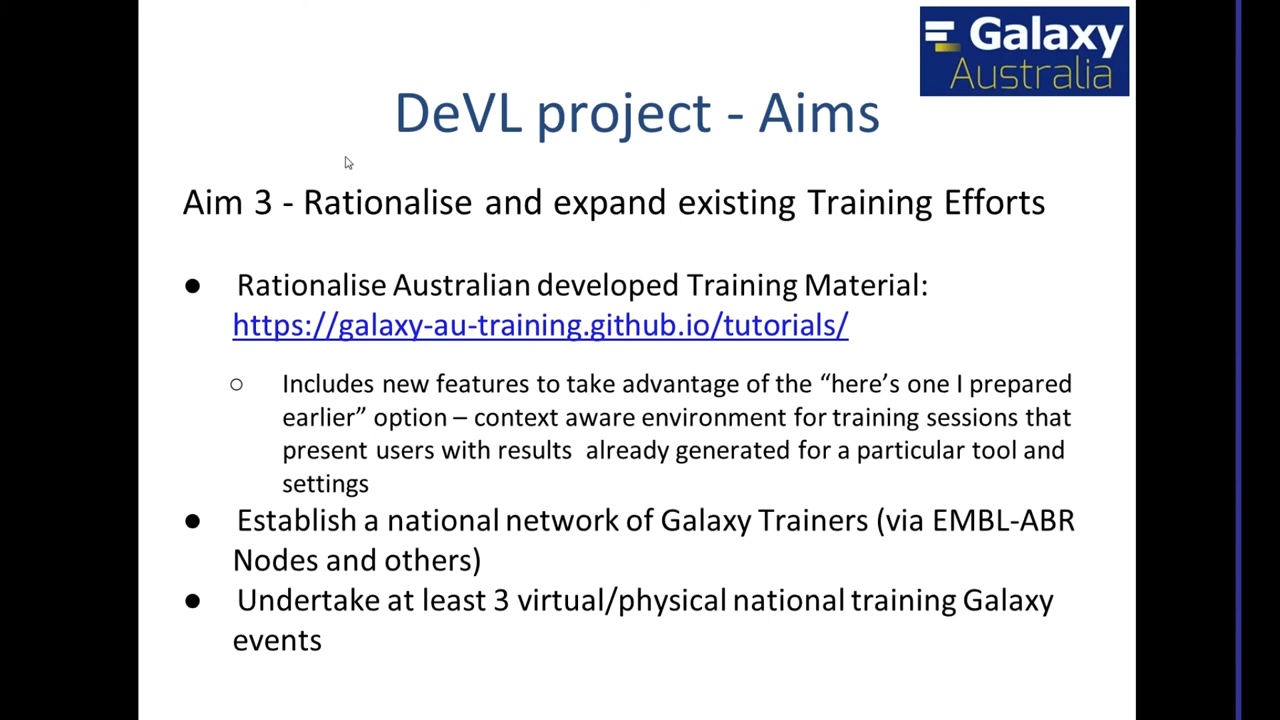 Galaxy
Australia
DeVL project - Aims
Aim 3 - Rationalise and expand existing Training Efforts
● Rationalise Australian developed Training Material:
https://galaxy-au-training.github.io/tutorials/
○ Includes new features to take advantage of the “here’s one I prepared
earlier” option – context aware environment for training sessions that
present users with results already generated for a particular tool and
settings
● Establish a national network of Galaxy Trainers (via EMBL-ABR
Nodes and others)
● Undertake at least 3 virtual/physical national training Galaxy
events